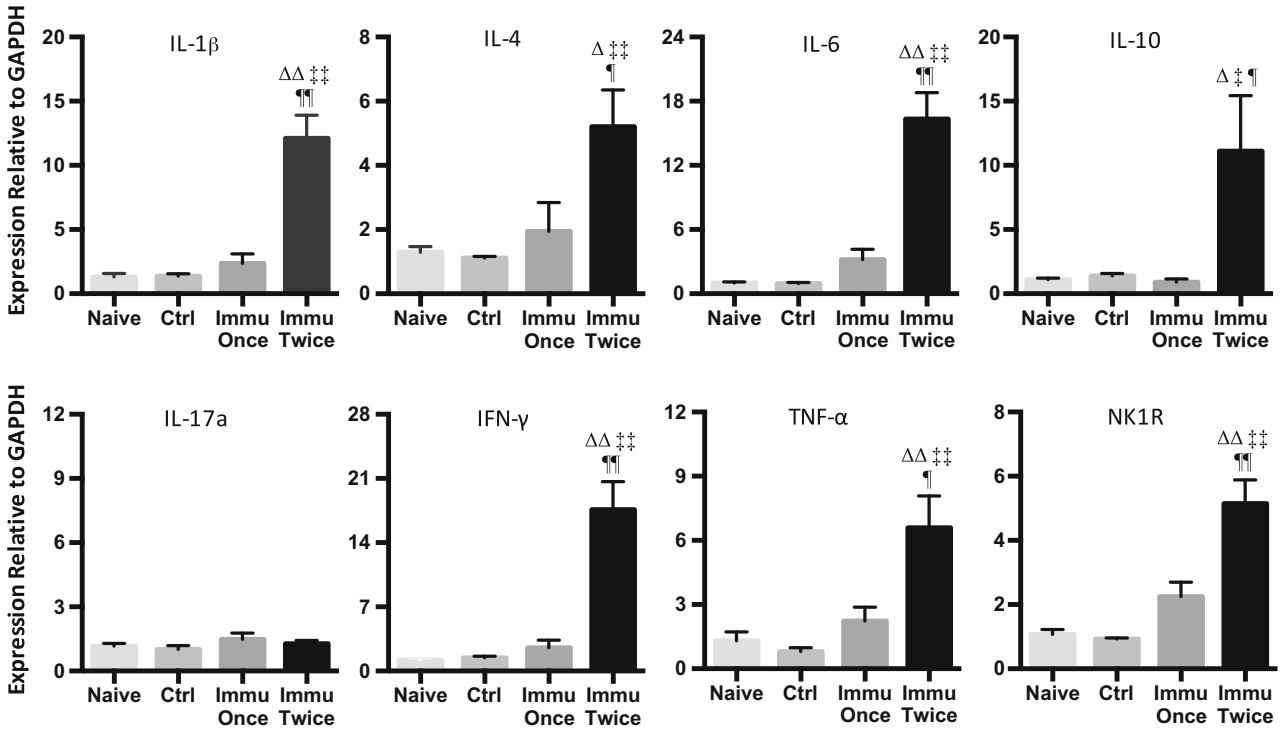 Expression Relative to GAPDH
IL-1β
20
15
10
5
0
ΔΔ ‡‡
¶¶
Naive Ctrl Immu Immu
Once Twice
IL-4
8
6
4
2
0
Δ ‡‡
¶
Naive Ctrl Immu Immu
Once Twice
IL-6
24
18
12
6
0
ΔΔ ‡‡
¶¶
Naive Ctrl Immu Immu
Once Twice
IL-10
20
15
10
5
0
Δ ‡ ¶
Naive Ctrl Immu Immu
Once Twice
Expression Relative to GAPDH
IL-17a
12
9
6
3
0
Naive Ctrl Immu Immu
Once Twice
IFN-γ
28
21
14
7
0
ΔΔ ‡‡
¶¶
Naive Ctrl Immu Immu
Once Twice
TNF-α
12
9
6
3
0
ΔΔ ‡‡
¶
Naive Ctrl Immu Immu
Once Twice
NK1R
8
6
4
2
0
ΔΔ ‡‡
¶¶
Naive Ctrl Immu Immu
Once Twice